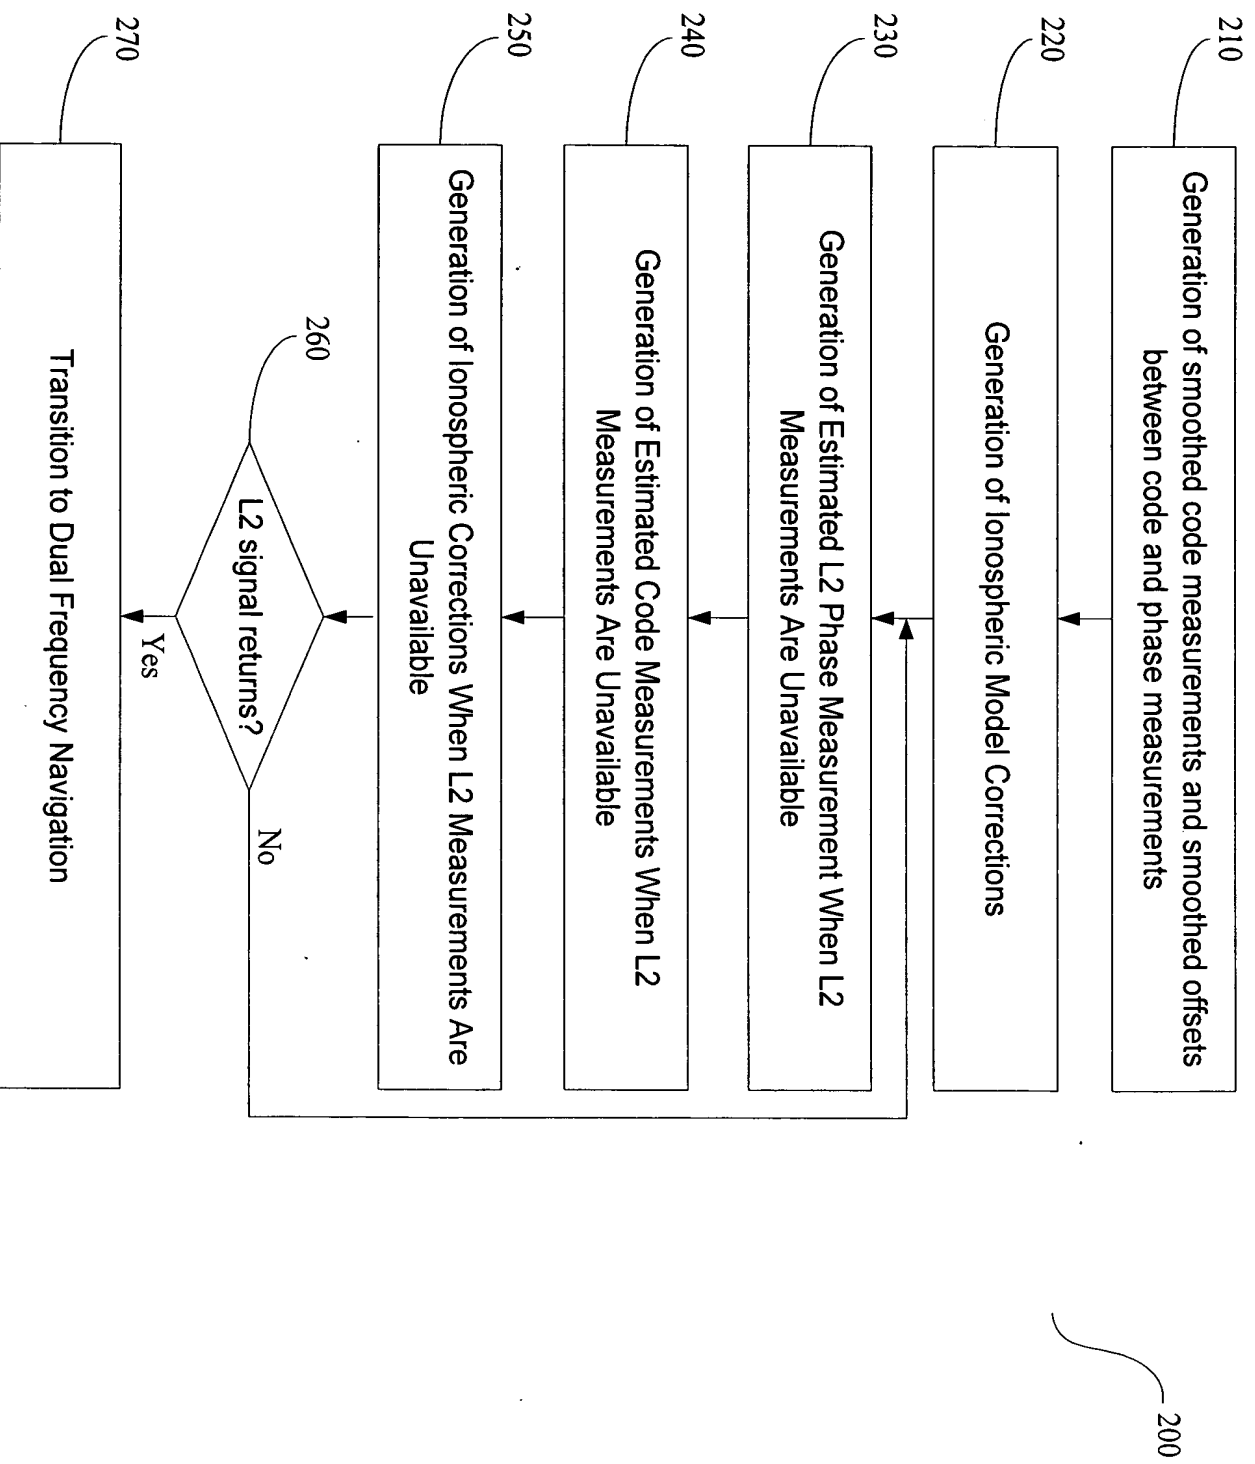 210
Generation of smoothed code measurements and smoothed offsets
between code and phase measurements
220
Generation of Ionospheric Model Corrections
230
Generation of Estimated L2 Phase Measurement When L2
Measurements Are Unavailable
240
Generation of Estimated Code Measurements When L2
Measurements Are Unavailable
250
Generation of Ionospheric Corrections When L2 Measurements Are
Unavailable
260
L2 signal returns?
No
Yes
270
Transition to Dual Frequency Navigation
200